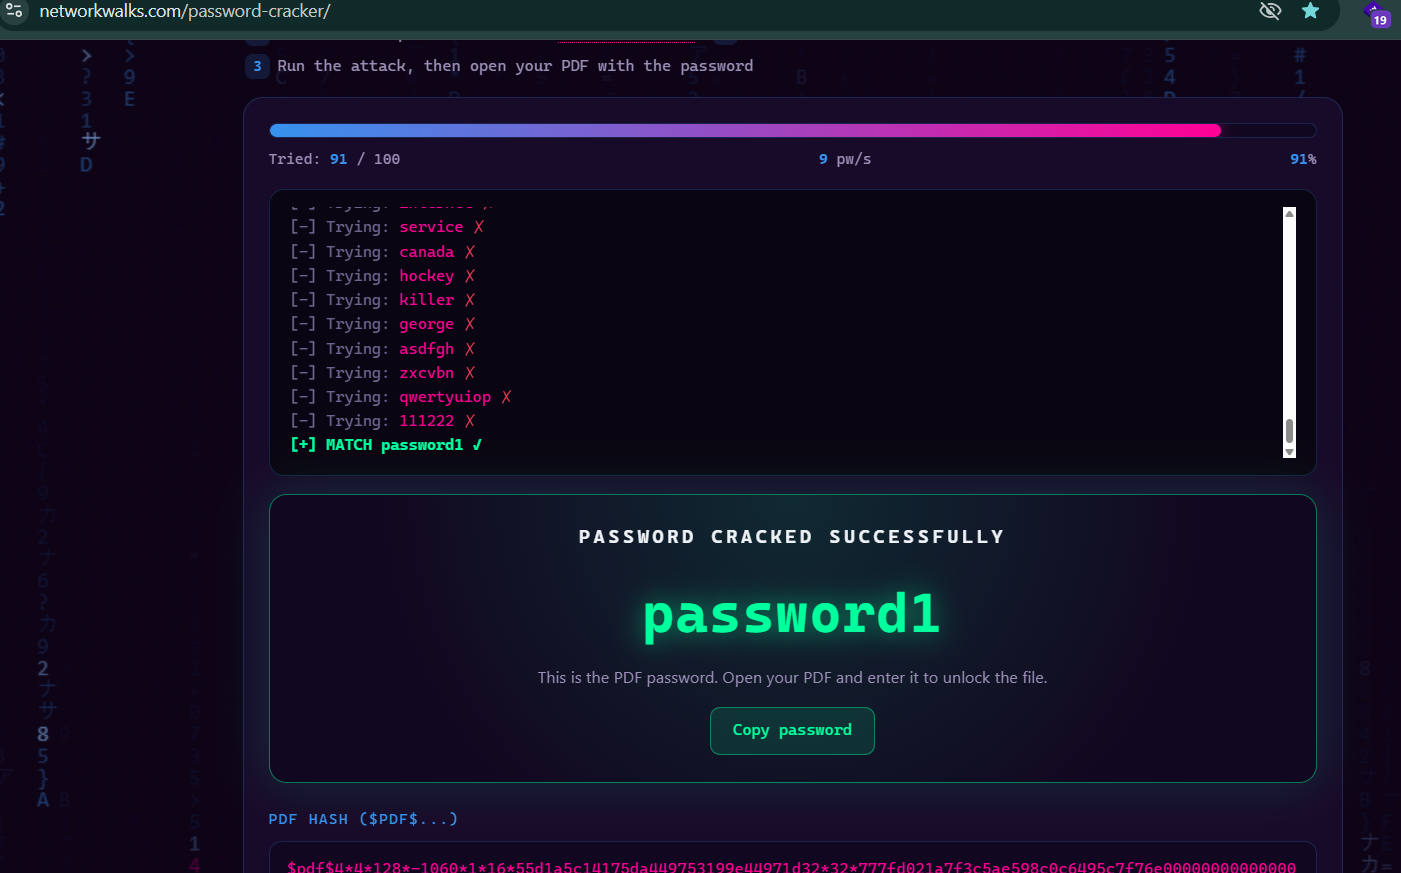 networkwalks.com/password-cracker/
19
3 Run the attack, then open your PDF with the password
Tried: 91 / 100
9 pw/s
91%
[-] Trying: service ✗
[-] Trying: canada ✗
[-] Trying: hockey ✗
[-] Trying: killer ✗
[-] Trying: george ✗
[-] Trying: asdfgh ✗
[-] Trying: zxcvbn ✗
[-] Trying: qwertyuiop ✗
[-] Trying: 111222 ✗
[+] MATCH password1 ✓
PASSWORD CRACKED SUCCESSFULLY
password1
This is the PDF password. Open your PDF and enter it to unlock the file.
Copy password
PDF HASH ($PDF$...)
$pdf$4*4*128*-1060*1*16*55d1a5c14175da449753199e44971d32*32*777fd021a7f3c5ae598c0c6495c7f76e00000000000000